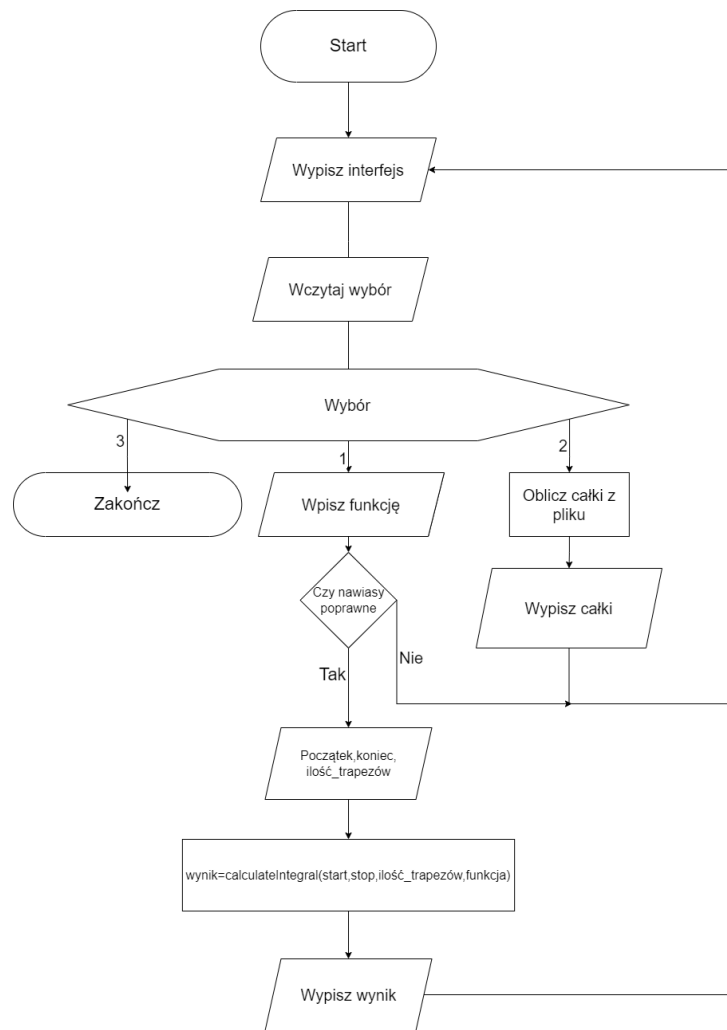 Start
Wypisz interfejs
Wczytaj wybór
Wybór
3
1
2
Zakończ
Wpisz funkcję
Oblicz całki z
pliku
Czy nawiasy
poprawne
Wypisz całki
Tak
Nie
Początek,koniec,
ilość_trapezów
wynik=calculateIntegral(start,stop,ilość_trapezów,funkcja)
Wypisz wynik